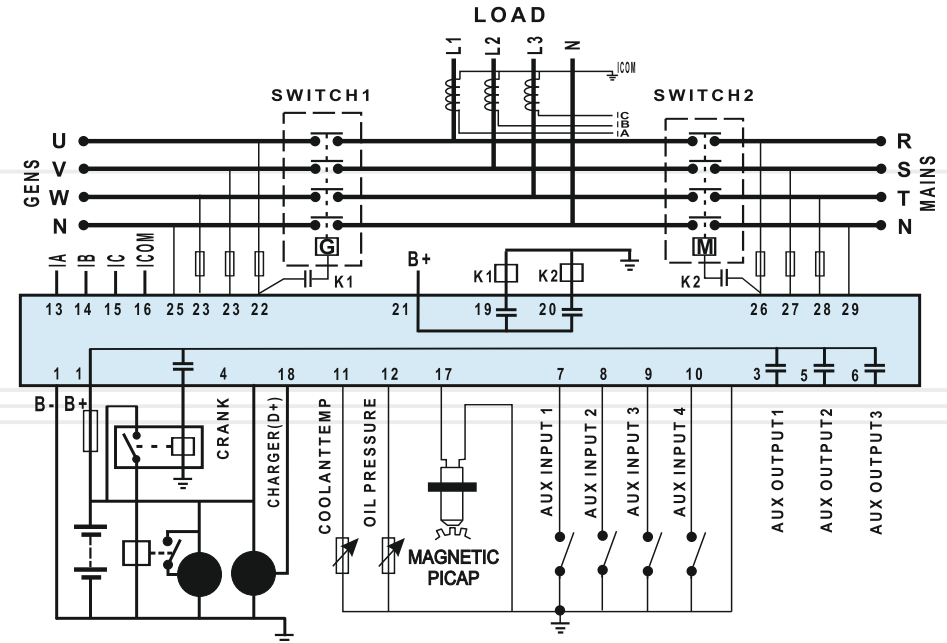 LOAD
L1 L2 L3 N
ICOM
SWITCH1 SWITCH2
IC
IB
IA
U R
V S
W T
N N
GENS MAINS
G M
IA IB IC ICOM
K1 B+ K1 K2 K2
13 14 15 16 25 23 23 22 21 19 20 26 27 28 29
1 1 4 18 11 12 17 7 8 9 10 3 5 6
B- B+
CRANK
CHARGER(D+)
COOLANTTEMP
OIL PRESSURE
AUX INPUT 1
AUX INPUT 2
AUX INPUT 3
AUX INPUT 4
AUX OUTPUT1
AUX OUTPUT2
AUX OUTPUT3
MAGNETIC
PICAP